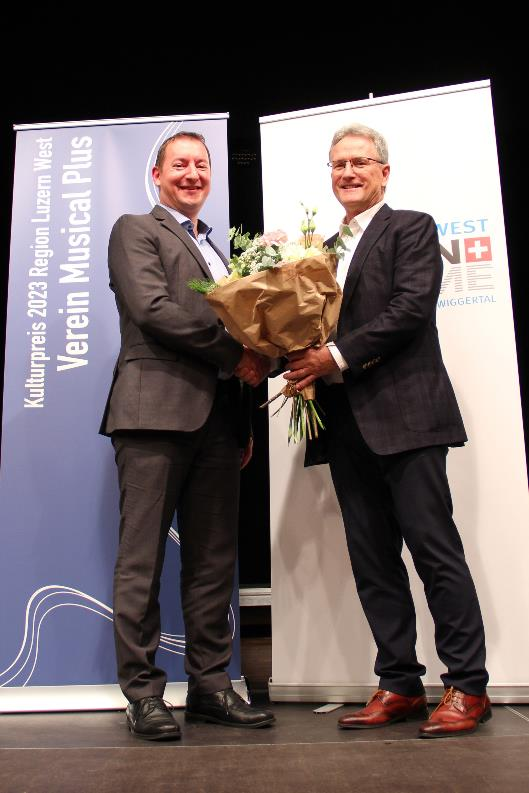 Kulturpreis 2023 Region Luzern West
Verein Musical Plus
WEST
WIGGERTAL